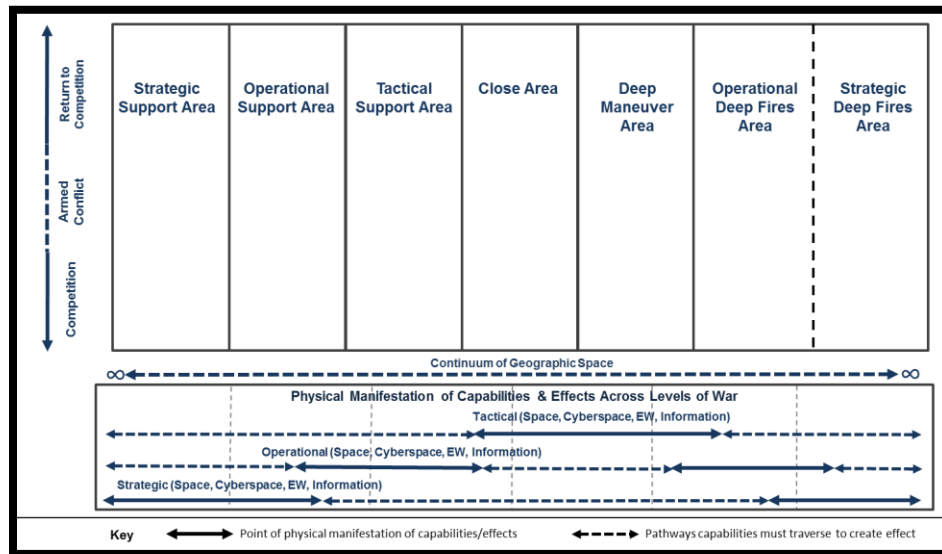 Return to
Competition
Armed
Conflict
Competition
Strategic
Support Area
Operational
Support Area
Tactical
Support Area
Close Area
Deep
Maneuver
Area
Operational
Deep Fires
Area
Strategic
Deep Fires
Area
Continuum of Geographic Space
∞ ∞
Physical Manifestation of Capabilities & Effects Across Levels of War
Tactical (Space, Cyberspace, EW, Information)
Operational (Space, Cyberspace, EW, Information)
Strategic (Space, Cyberspace, EW, Information)
Key Point of physical manifestation of capabilities/effects Pathways capabilities must traverse to create effect